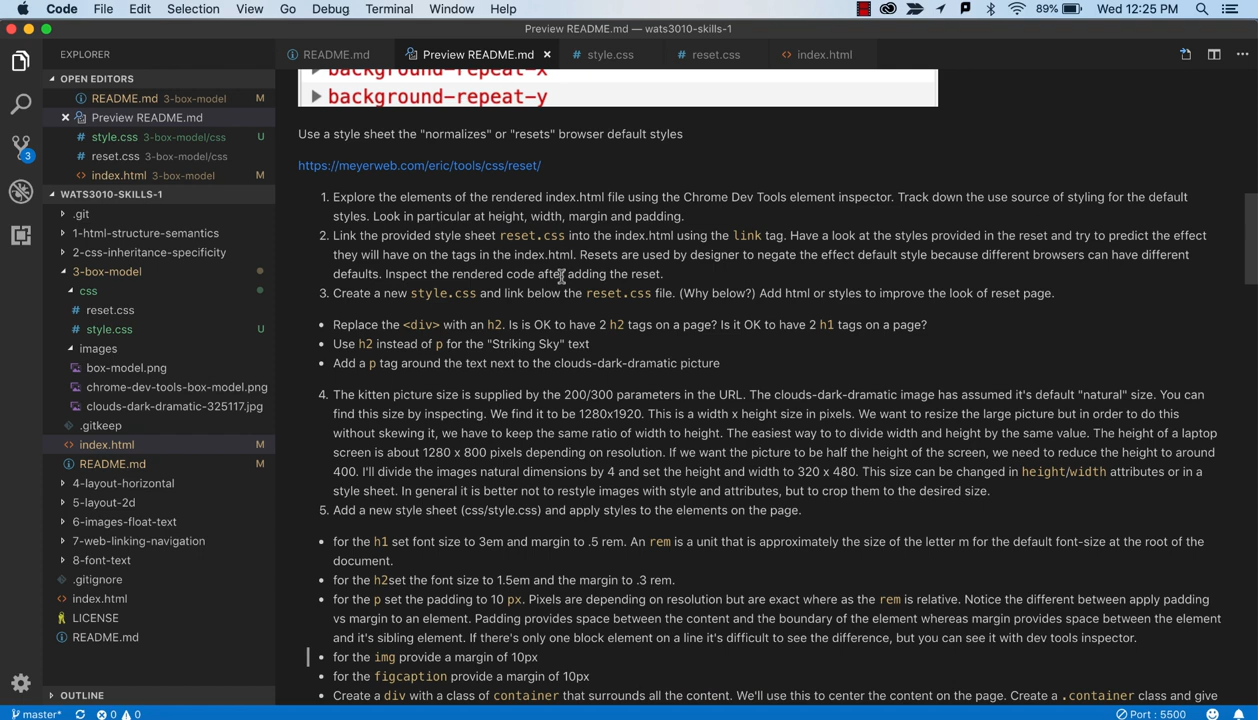 Code File Edit Selection View Go Debug Terminal Window Help 89% Wed 12:25 PM
Preview README.md — wats3010-skills-1
EXPLORER
README.md Preview README.md × style.css reset.css index.html
OPEN EDITORS
README.md 3-box-model M
Preview README.md
style.css 3-box-model/css U
reset.css 3-box-model/css
index.html 3-box-model M
WATS3010-SKILLS-1
.git
1-html-structure-semantics
2-css-inheritance-specificity
3-box-model
css
reset.css
style.css U
images
box-model.png
chrome-dev-tools-box-model.png
clouds-dark-dramatic-325117.jpg
.gitkeep
index.html M
README.md M
4-layout-horizontal
5-layout-2d
6-images-float-text
7-web-linking-navigation
8-font-text
.gitignore
index.html
LICENSE
README.md
OUTLINE
3
background-repeat-x
background-repeat-y
Use a style sheet the "normalizes" or "resets" browser default styles
https://meyerweb.com/eric/tools/css/reset/
1. Explore the elements of the rendered index.html file using the Chrome Dev Tools element inspector. Track down the use source of styling for the default
styles. Look in particular at height, width, margin and padding.
2. Link the provided style sheet reset.css into the index.html using the link tag. Have a look at the styles provided in the reset and try to predict the effect
they will have on the tags in the index.html. Resets are used by designer to negate the effect default style because different browsers can have different
defaults. Inspect the rendered code after adding the reset.
3. Create a new style.css and link below the reset.css file. (Why below?) Add html or styles to improve the look of reset page.
• Replace the <div> with an h2. Is is OK to have 2 h2 tags on a page? Is it OK to have 2 h1 tags on a page?
• Use h2 instead of p for the "Striking Sky" text
• Add a p tag around the text next to the clouds-dark-dramatic picture
4. The kitten picture size is supplied by the 200/300 parameters in the URL. The clouds-dark-dramatic image has assumed it's default "natural" size. You can
find this size by inspecting. We find it to be 1280x1920. This is a width x height size in pixels. We want to resize the large picture but in order to do this
without skewing it, we have to keep the same ratio of width to height. The easiest way to to divide width and height by the same value. The height of a laptop
screen is about 1280 x 800 pixels depending on resolution. If we want the picture to be half the height of the screen, we need to reduce the height to around
400. I'll divide the images natural dimensions by 4 and set the height and width to 320 x 480. This size can be changed in height/width attributes or in a
style sheet. In general it is better not to restyle images with style and attributes, but to crop them to the desired size.
5. Add a new style sheet (css/style.css) and apply styles to the elements on the page.
• for the h1 set font size to 3em and margin to .5 rem. An rem is a unit that is approximately the size of the letter m for the default font-size at the root of the
document.
• for the h2set the font size to 1.5em and the margin to .3 rem.
• for the p set the padding to 10 px. Pixels are depending on resolution but are exact where as the rem is relative. Notice the different between apply padding
vs margin to an element. Padding provides space between the content and the boundary of the element whereas margin provides space between the element
and it's sibling element. If there's only one block element on a line it's difficult to see the difference, but you can see it with dev tools inspector.
• for the img provide a margin of 10px
• for the figcaption provide a margin of 10px
• Create a div with a class of container that surrounds all the content. We'll use this to center the content on the page. Create a .container class and give
master* 0 0 Port : 5500